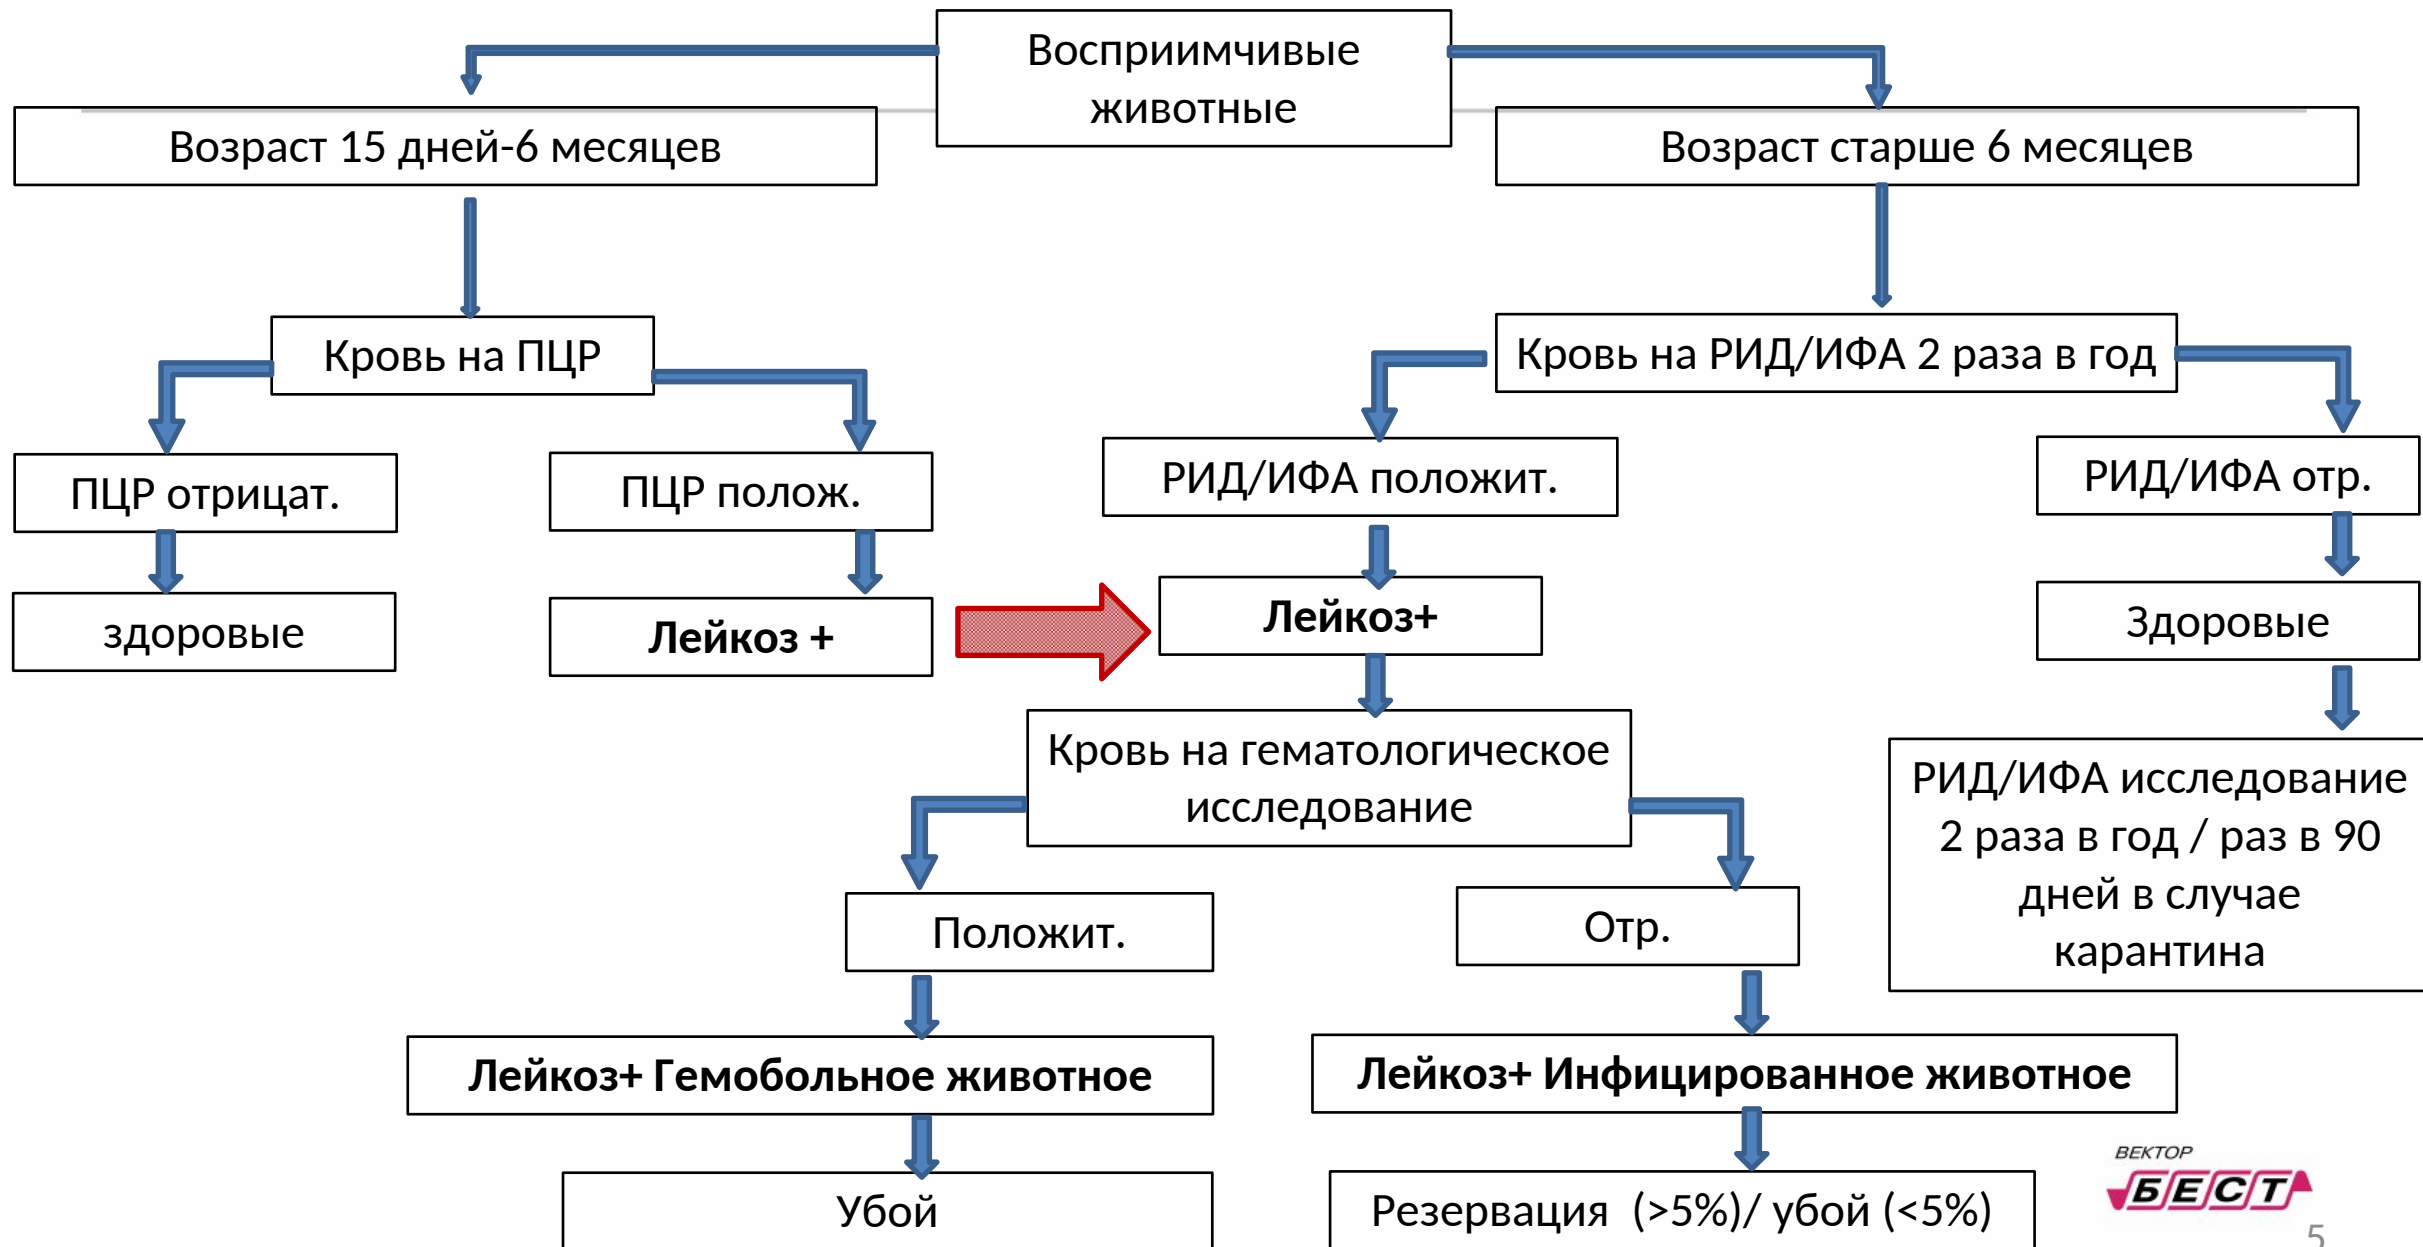 Восприимчивые
животные
Возраст 15 дней-6 месяцев
Возраст старше 6 месяцев
Кровь на ПЦР
Кровь на РИД/ИФА 2 раза в год
ПЦР отрицат.
ПЦР полож.
РИД/ИФА положит.
РИД/ИФА отр.
здоровые
Лейкоз +
Лейкоз+
Здоровые
Кровь на гематологическое
исследование
РИД/ИФА исследование
2 раза в год / раз в 90
дней в случае
карантина
Положит.
Отр.
Лейкоз+ Гемобольное животное
Лейкоз+ Инфицированное животное
Убой
Резервация (>5%)/ убой (<5%)
ВЕКТОР
БЕСТ
5